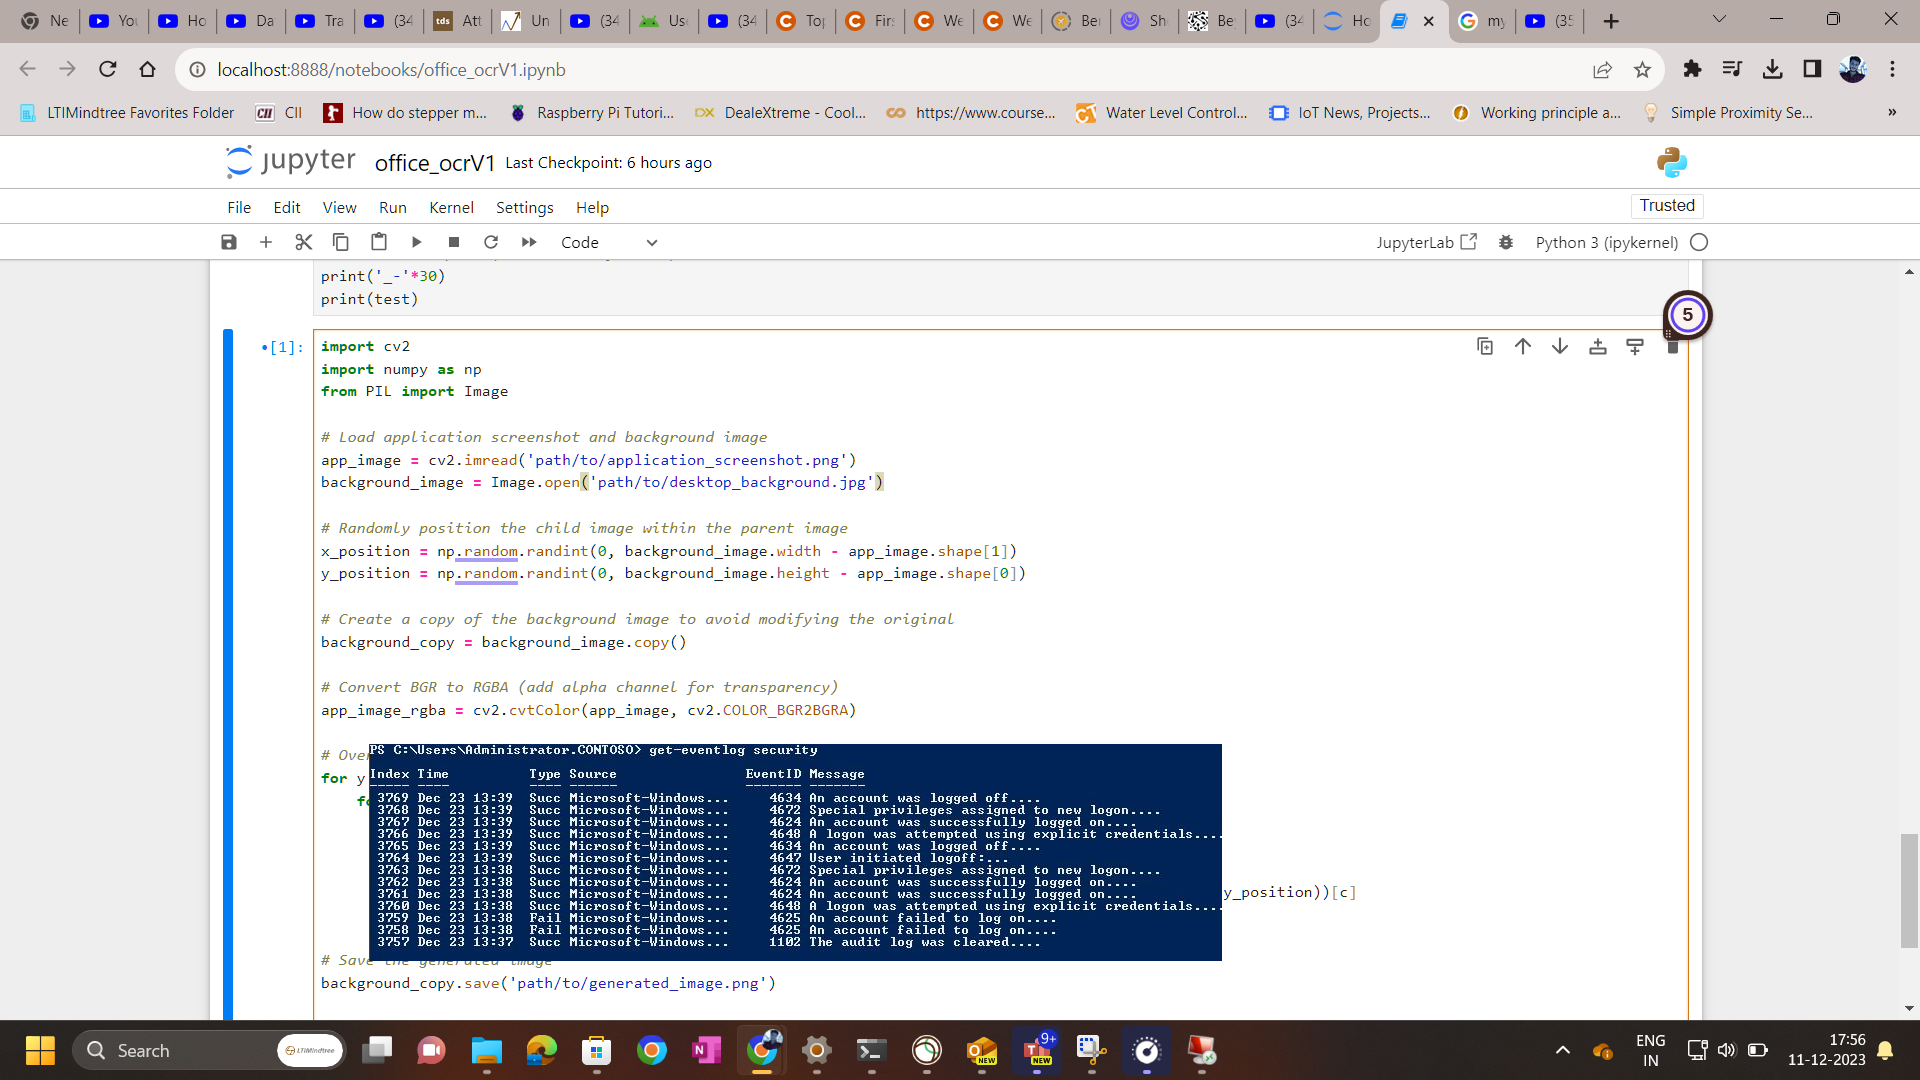 Ne
You
Ho
Da
Tra
(34
tds
Att
Un
(34
Us
(34
Top
Firs
We
We
Ber
Sh
Be
(34
Ho
my
(35
localhost:8888/notebooks/office_ocrV1.ipynb
LTIMindtree Favorites Folder
CII
CII
How do stepper m...
Raspberry Pi Tutori...
DX
DealeXtreme - Cool...
https://www.course...
Water Level Control...
IoT News, Projects...
Working principle a...
Simple Proximity Se...
»
jupyter
office_ocrV1
Last Checkpoint: 6 hours ago
File
Edit
View
Run
Kernel
Settings
Help
Trusted
Code
JupyterLab
Python 3 (ipykernel)
print('_-'*30)
print(test)
5
•[1]:
import cv2
import numpy as np
from PIL import Image
# Load application screenshot and background image
app_image = cv2.imread('path/to/application_screenshot.png')
background_image = Image.open('path/to/desktop_background.jpg')
# Randomly position the child image within the parent image
x_position = np.random.randint(0, background_image.width - app_image.shape[1])
y_position = np.random.randint(0, background_image.height - app_image.shape[0])
# Create a copy of the background image to avoid modifying the original
background_copy = background_image.copy()
# Convert BGR to RGBA (add alpha channel for transparency)
app_image_rgba = cv2.cvtColor(app_image, cv2.COLOR_BGR2BGRA)
# Over
for y
fo
PS C:\Users\Administrator.CONTOSO> get-eventlog security
Index Time Type Source EventID Message
----- ---- ---- ------ ------- -------
3769 Dec 23 13:39 Succ Microsoft-Windows... 4634 An account was logged off....
3768 Dec 23 13:39 Succ Microsoft-Windows... 4672 Special privileges assigned to new logon....
3767 Dec 23 13:39 Succ Microsoft-Windows... 4624 An account was successfully logged on....
3766 Dec 23 13:39 Succ Microsoft-Windows... 4648 A logon was attempted using explicit credentials....
3765 Dec 23 13:39 Succ Microsoft-Windows... 4634 An account was logged off....
3764 Dec 23 13:39 Succ Microsoft-Windows... 4647 User initiated logoff:...
3763 Dec 23 13:38 Succ Microsoft-Windows... 4672 Special privileges assigned to new logon....
3762 Dec 23 13:38 Succ Microsoft-Windows... 4624 An account was successfully logged on....
3761 Dec 23 13:38 Succ Microsoft-Windows... 4624 An account was successfully logged on....
3760 Dec 23 13:38 Succ Microsoft-Windows... 4648 A logon was attempted using explicit credentials....
3759 Dec 23 13:38 Fail Microsoft-Windows... 4625 An account failed to log on....
3758 Dec 23 13:38 Fail Microsoft-Windows... 4625 An account failed to log on....
3757 Dec 23 13:37 Succ Microsoft-Windows... 1102 The audit log was cleared....
y_position))[c]
# Save the generated image
background_copy.save('path/to/generated_image.png')
Search
LTIMindtree
NEW
9+
NEW
ENG
IN
17:56
11-12-2023